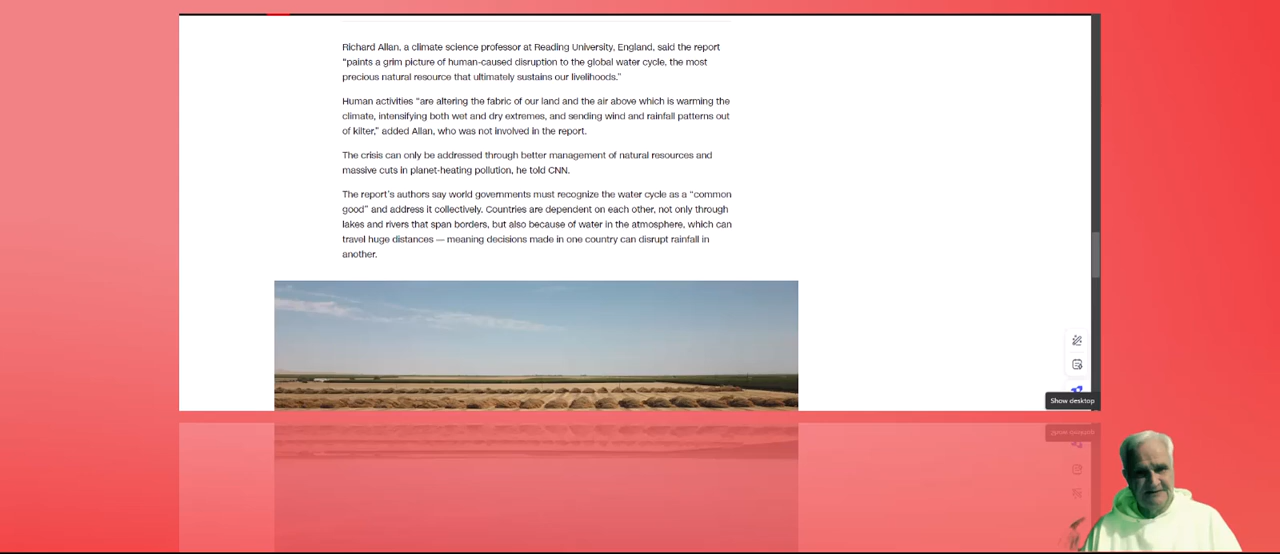 Richard Allan, a climate science professor at Reading University, England, said the report
“paints a grim picture of human-caused disruption to the global water cycle, the most
precious natural resource that ultimately sustains our livelihoods.”
Human activities “are altering the fabric of our land and the air above which is warming the
climate, intensifying both wet and dry extremes, and sending wind and rainfall patterns out
of kilter,” added Allan, who was not involved in the report.
The crisis can only be addressed through better management of natural resources and
massive cuts in planet-heating pollution, he told CNN.
The report’s authors say world governments must recognize the water cycle as a “common
good” and address it collectively. Countries are dependent on each other, not only through
lakes and rivers that span borders, but also because of water in the atmosphere, which can
travel huge distances — meaning decisions made in one country can disrupt rainfall in
another.
Show desktop